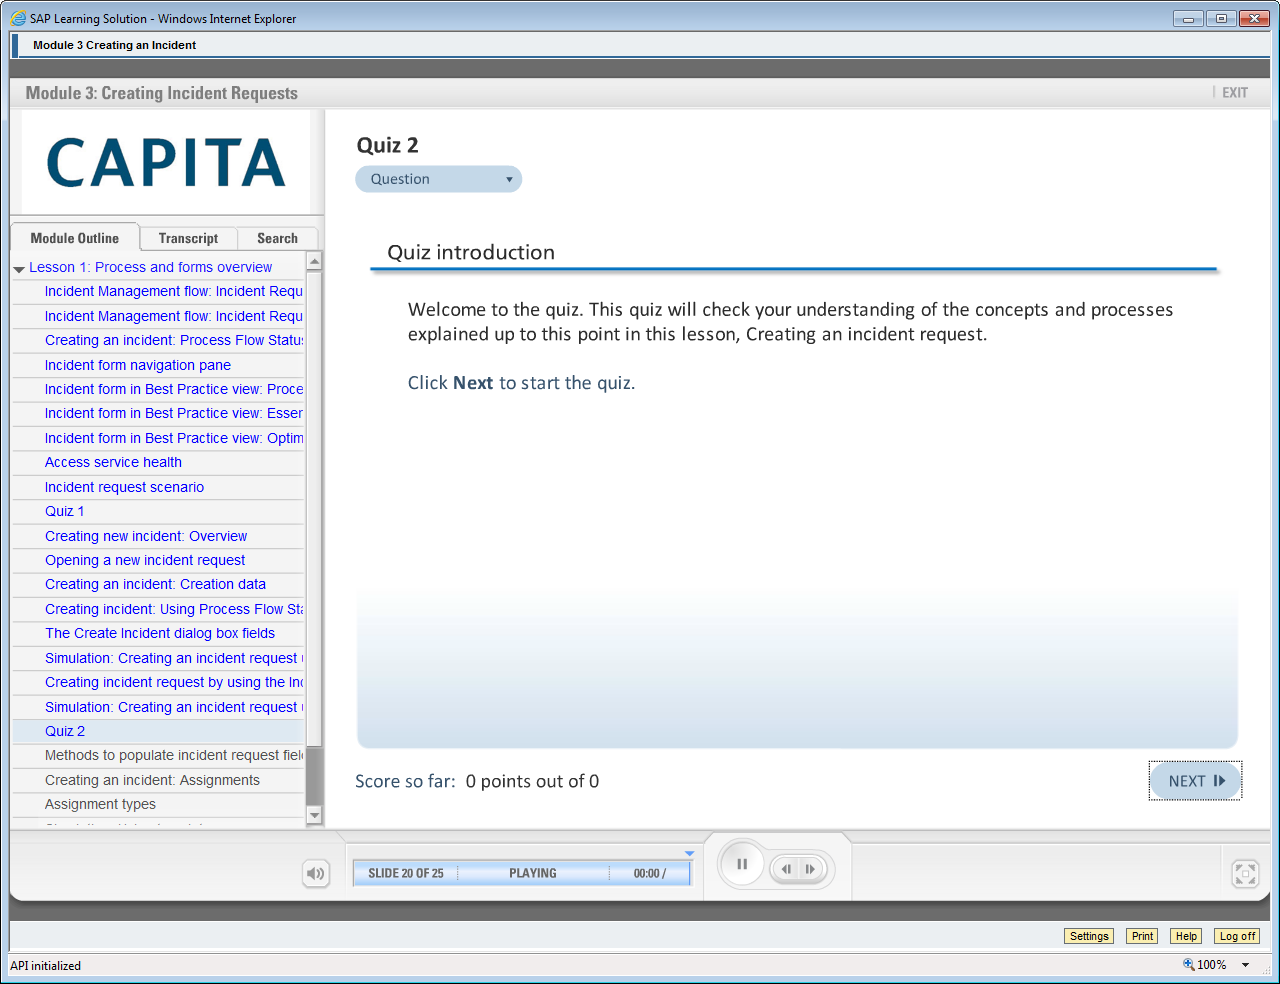 SAP Learning Solution - Windows Internet Explorer
Module 3 Creating an Incident
Module 3: Creating Incident Requests
EXIT
CAPITA
Module Outline
Transcript
Search
Lesson 1: Process and forms overview
Incident Management flow: Incident Requ
Incident Management flow: Incident Requ
Creating an incident: Process Flow Status
Incident form navigation pane
Incident form in Best Practice view: Proce
Incident form in Best Practice view: Essen
Incident form in Best Practice view: Optim
Access service health
Incident request scenario
Quiz 1
Creating new incident: Overview
Opening a new incident request
Creating an incident: Creation data
Creating incident: Using Process Flow Sta
The Create Incident dialog box fields
Simulation: Creating an incident request u
Creating incident request by using the Inc
Simulation: Creating an incident request u
Quiz 2
Methods to populate incident request field
Creating an incident: Assignments
Assignment types
Quiz 2
Question
Quiz introduction
Welcome to the quiz. This quiz will check your understanding of the concepts and processes
explained up to this point in this lesson, Creating an incident request.
Click Next to start the quiz.
Score so far: 0 points out of 0
NEXT
SLIDE 20 OF 25
PLAYING
00:00 /
Settings
Print
Help
Log off
API initialized
100%